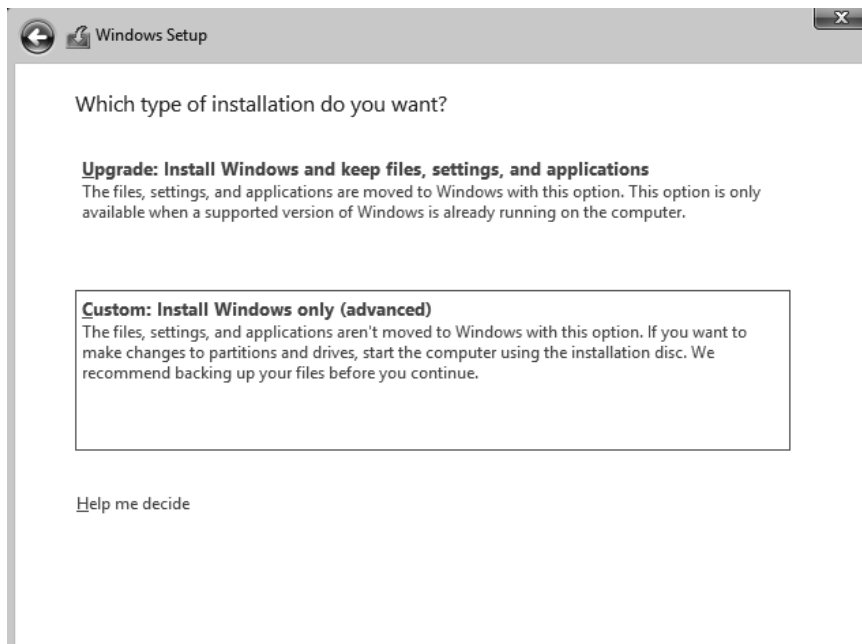 Windows Setup
Which type of installation do you want?
Upgrade: Install Windows and keep files, settings, and applications
The files, settings, and applications are moved to Windows with this option. This option is only
available when a supported version of Windows is already running on the computer.
Custom: Install Windows only (advanced)
The files, settings, and applications aren't moved to Windows with this option. If you want to
make changes to partitions and drives, start the computer using the installation disc. We
recommend backing up your files before you continue.
Help me decide